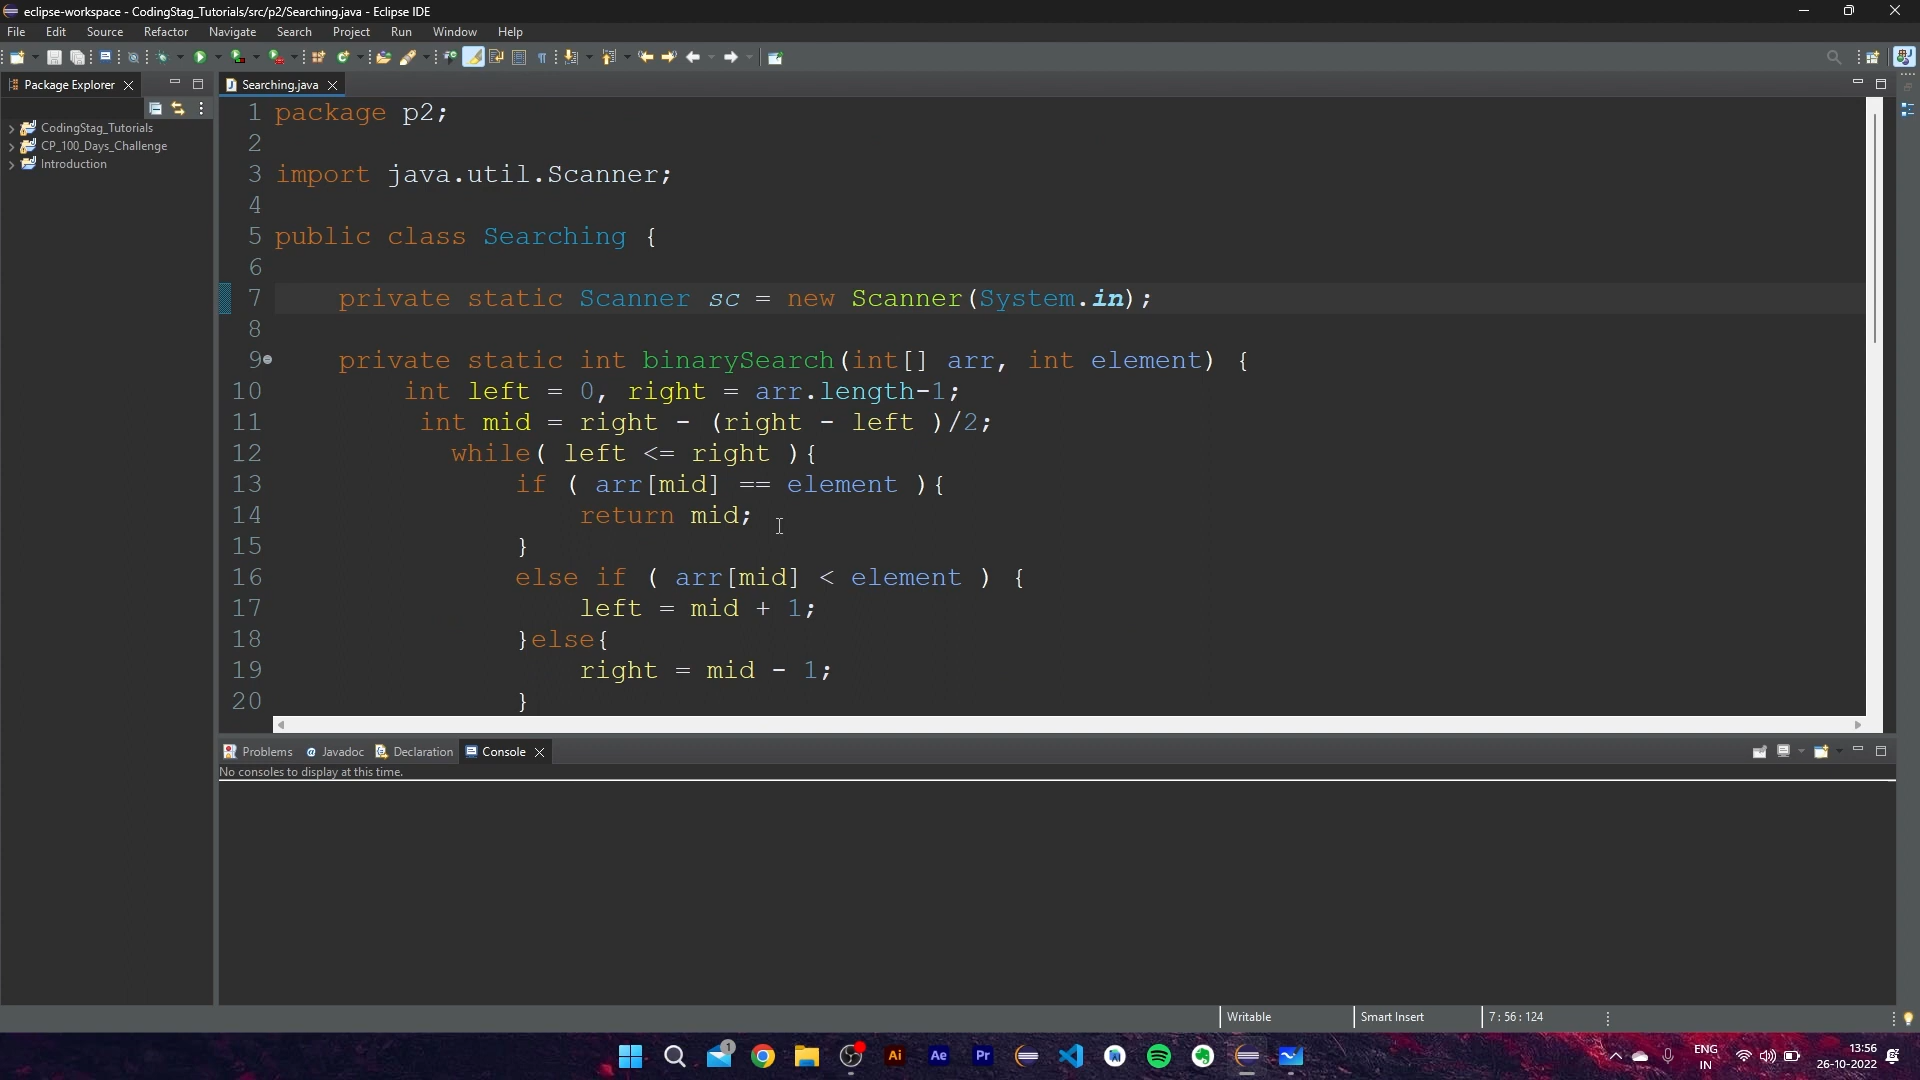 eclipse-workspace - CodingStag_Tutorials/src/p2/Searching.java - Eclipse IDE
File Edit Source Refactor Navigate Search Project Run Window Help
Package Explorer
Searching.java
CodingStag_Tutorials
CP_100_Days_Challenge
Introduction
1 package p2;
2
3 import java.util.Scanner;
4
5 public class Searching {
6
7 private static Scanner sc = new Scanner(System.in);
8
9 private static int binarySearch(int[] arr, int element) {
10 int left = 0, right = arr.length-1;
11 int mid = right - (right - left )/2;
12 while( left <= right ){
13 if ( arr[mid] == element ){
14 return mid;
15 }
16 else if ( arr[mid] < element ) {
17 left = mid + 1;
18 }else{
19 right = mid - 1;
20 }
Problems Javadoc Declaration Console
No consoles to display at this time.
Writable Smart Insert 7 : 56 : 124
1 Ai Ae Pr
ENG
IN
13:56
26-10-2022